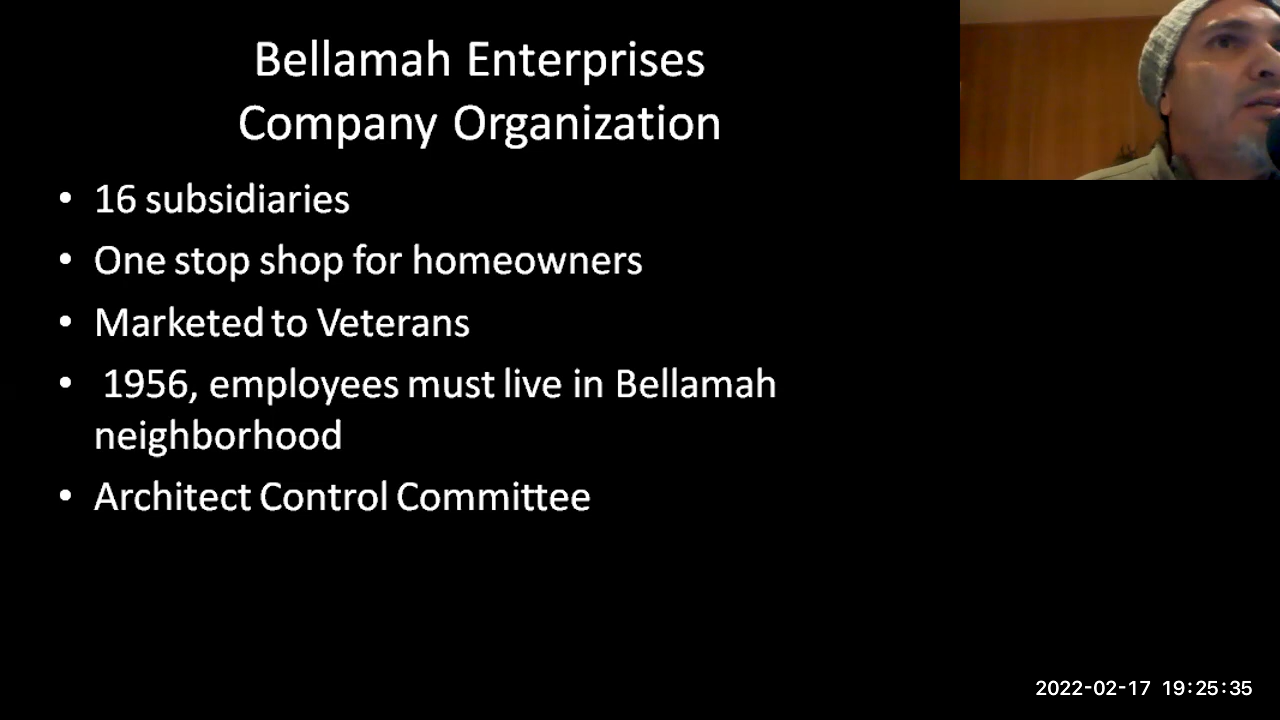 Bellamah Enterprises
Company Organization
• 16 subsidiaries
• One stop shop for homeowners
• Marketed to Veterans
• 1956, employees must live in Bellamah
neighborhood
• Architect Control Committee
2022-02-17 19:25:35